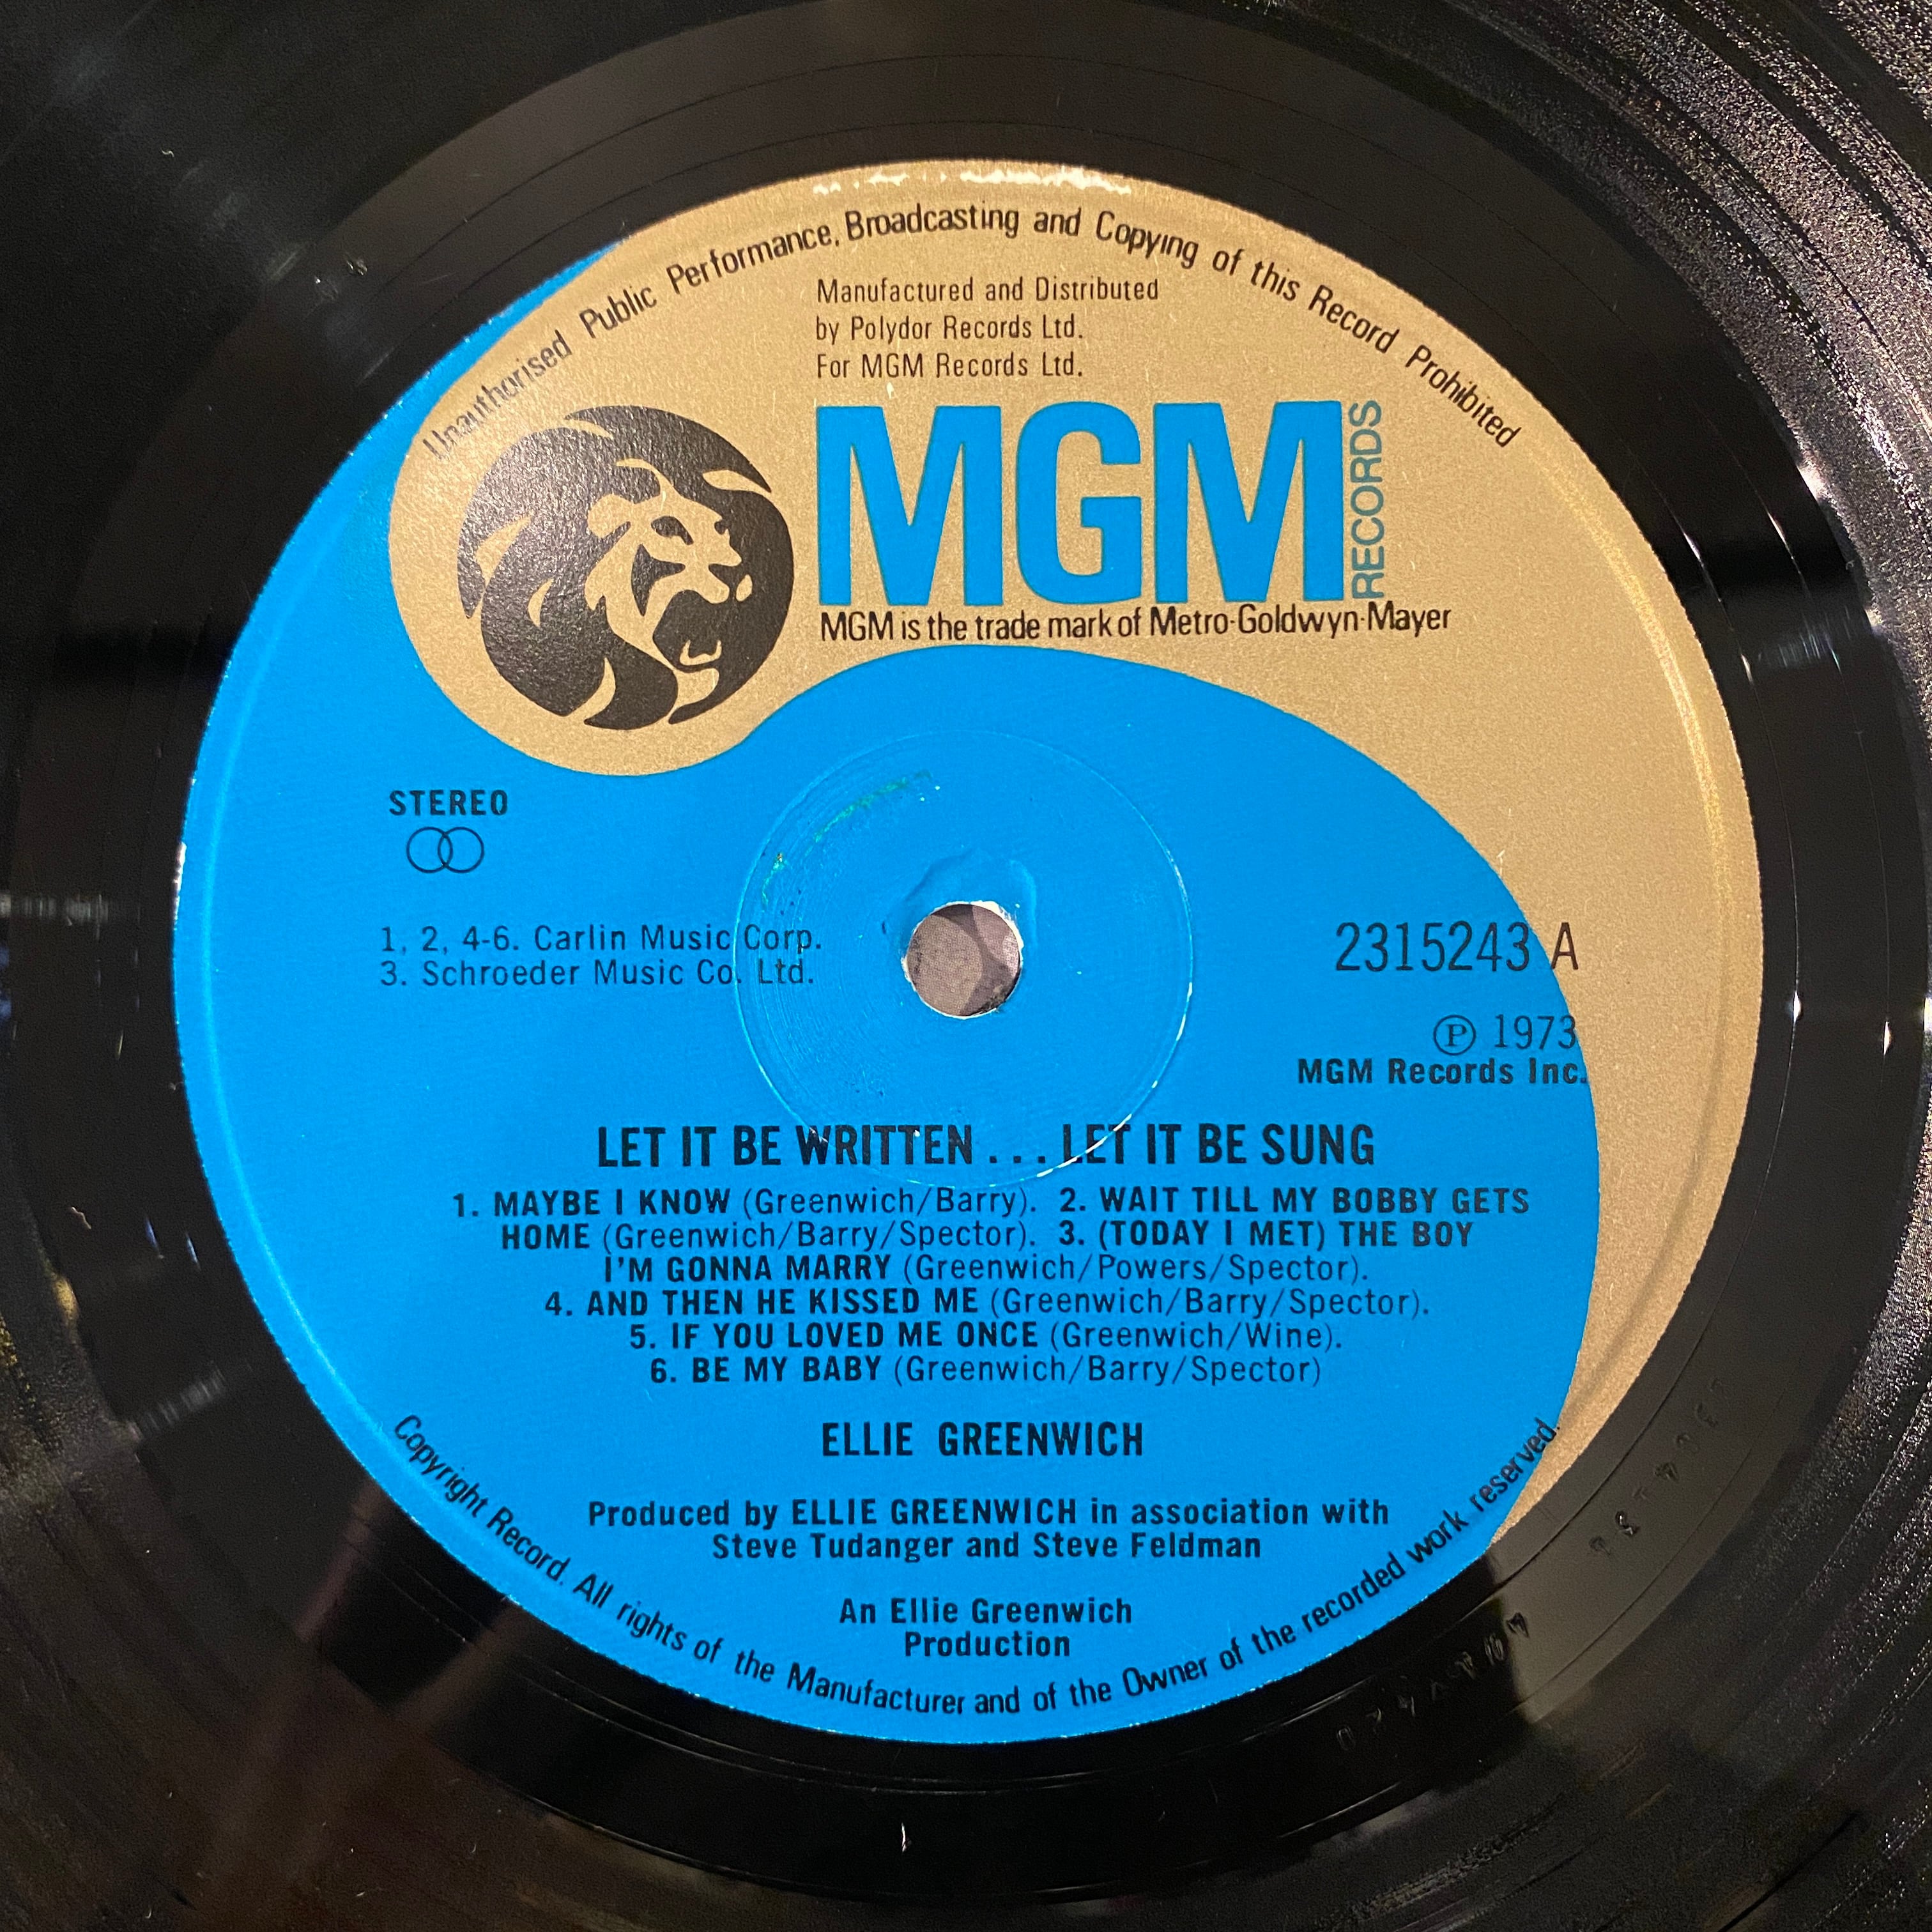 Unauthorised Public Performance, Broadcasting and Copying of this Record Prohibited
Manufactured and Distributed
by Polydor Records Ltd.
For MGM Records Ltd.
MGM RECORDS
MGM is the trade mark of Metro-Goldwyn-Mayer
STEREO
1, 2, 4-6. Carlin Music Corp.
3. Schroeder Music Co. Ltd.
2315243 A
Ⓟ 1973
MGM Records Inc.
LET IT BE WRITTEN . . . LET IT BE SUNG
1. MAYBE I KNOW (Greenwich/Barry). 2. WAIT TILL MY BOBBY GETS
HOME (Greenwich/Barry/Spector). 3. (TODAY I MET) THE BOY
I'M GONNA MARRY (Greenwich/Powers/Spector).
4. AND THEN HE KISSED ME (Greenwich/Barry/Spector).
5. IF YOU LOVED ME ONCE (Greenwich/Wine).
6. BE MY BABY (Greenwich/Barry/Spector)
ELLIE GREENWICH
Produced by ELLIE GREENWICH in association with
Steve Tudanger and Steve Feldman
An Ellie Greenwich
Production
Copyright Record. All rights of the Manufacturer and of the Owner of the recorded work reserved.